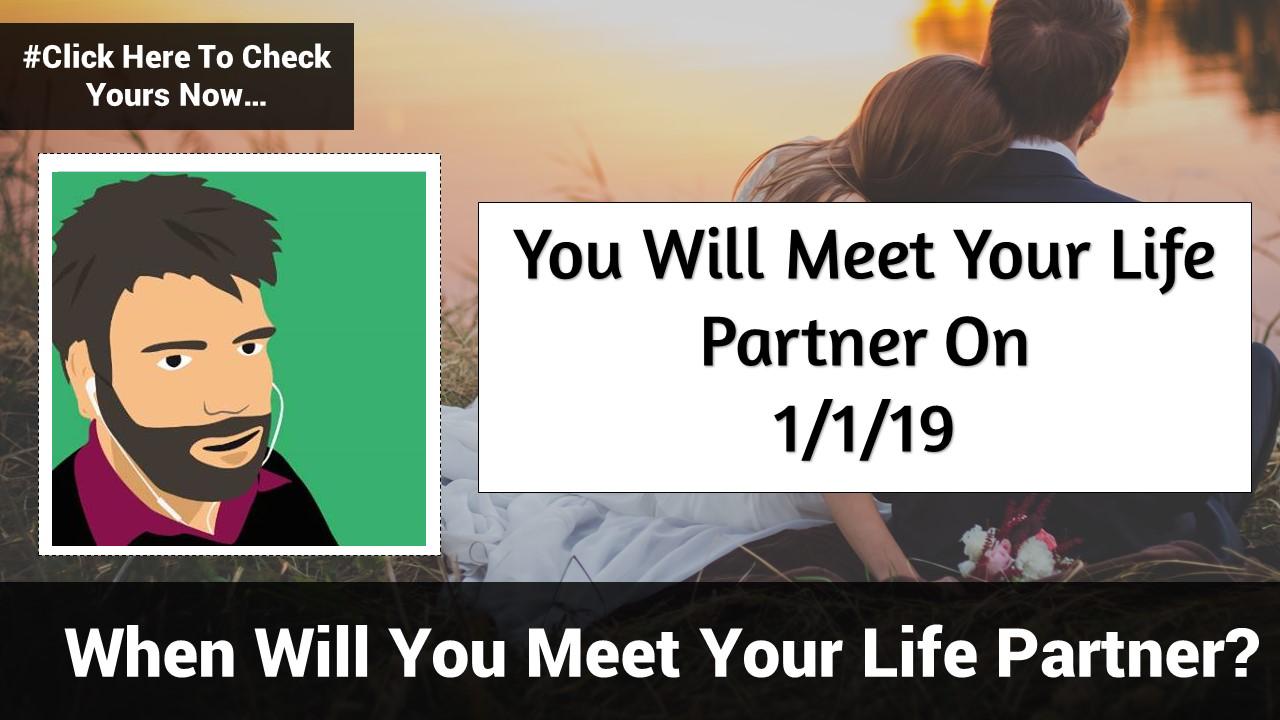 #Click Here To Check
Yours Now...
You Will Meet Your Life
Partner On
1/1/19
When Will You Meet Your Life Partner?